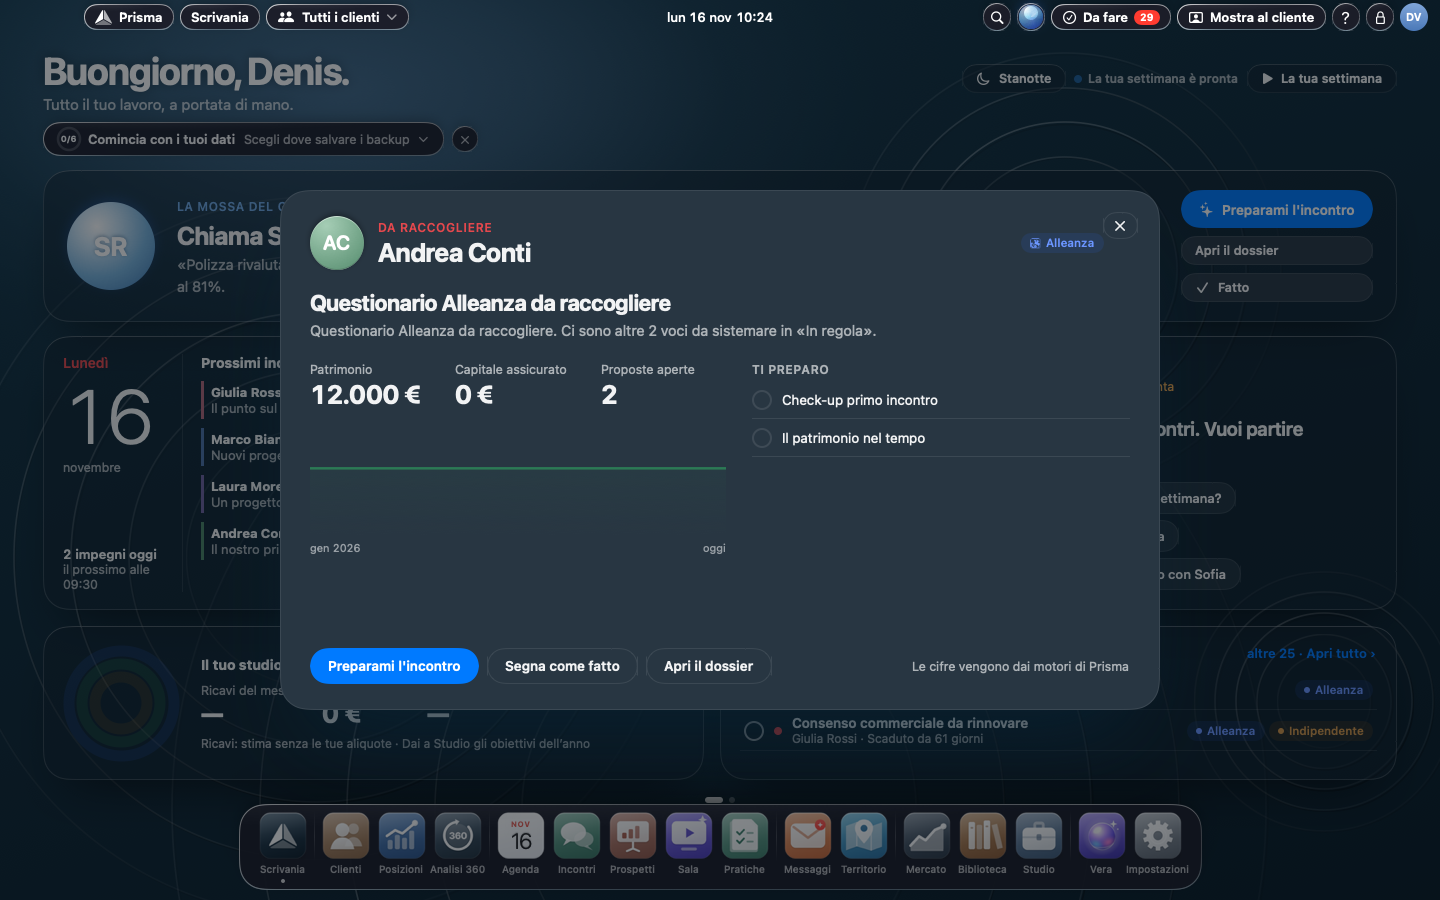 Prisma
Scrivania
Tutti i clienti
lun 16 nov 10:24
Da fare 29
Mostra al cliente
?
DV
Buongiorno, Denis.
Tutto il tuo lavoro, a portata di mano.
Stanotte
La tua settimana è pronta
La tua settimana
0/6 Comincia con i tuoi dati Scegli dove salvare i backup
SR
LA MOSSA DEL
Chiama S
«Polizza rivaluta
al 81%.
Preparami l'incontro
Apri il dossier
Fatto
AC
DA RACCOGLIERE
Andrea Conti
Alleanza
Questionario Alleanza da raccogliere
Questionario Alleanza da raccogliere. Ci sono altre 2 voci da sistemare in «In regola».
Patrimonio
12.000 €
Capitale assicurato
0 €
Proposte aperte
2
TI PREPARO
Check-up primo incontro
Il patrimonio nel tempo
gen 2026
oggi
Preparami l'incontro
Segna come fatto
Apri il dossier
Le cifre vengono dai motori di Prisma
Lunedì
16
novembre
2 impegni oggi
il prossimo alle
09:30
Prossimi in
Giulia Ross
Il punto sul
Marco Bian
Nuovi proge
Laura More
Un progetto
Andrea Co
Il nostro pri
nta
ontri. Vuoi partire
ettimana?
a
o con Sofia
Il tuo studio
Ricavi del mes
—
0 €
—
Ricavi: stima senza le tue aliquote · Dai a Studio gli obiettivi dell'anno
altre 25 · Apri tutto ›
Alleanza
Consenso commerciale da rinnovare
Giulia Rossi · Scaduto da 61 giorni
Alleanza
Indipendente
360
NOV
16
Scrivania
Clienti
Posizioni
Analisi 360
Agenda
Incontri
Prospetti
Sala
Pratiche
Messaggi
Territorio
Mercato
Biblioteca
Studio
Vera
Impostazioni